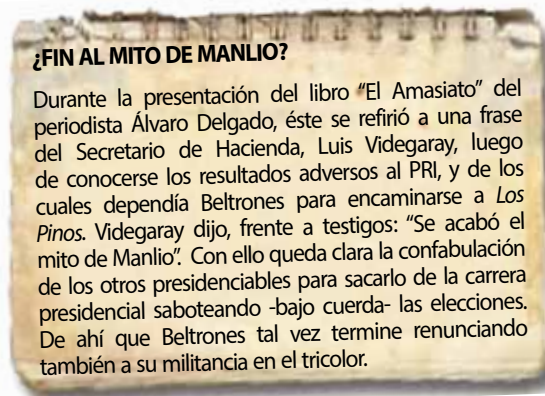 ¿FIN AL MITO DE MANLIO?
Durante la presentación del libro “El Amasiato” del
periodista Álvaro Delgado, éste se refirió a una frase
del Secretario de Hacienda, Luis Videgaray, luego
de conocerse los resultados adversos al PRI, y de los
cuales dependía Beltrones para encaminarse a Los
Pinos. Videgaray dijo, frente a testigos: “Se acabó el
mito de Manlio”. Con ello queda clara la confabulación
de los otros presidenciables para sacarlo de la carrera
presidencial saboteando -bajo cuerda- las elecciones.
De ahí que Beltrones tal vez termine renunciando
también a su militancia en el tricolor.